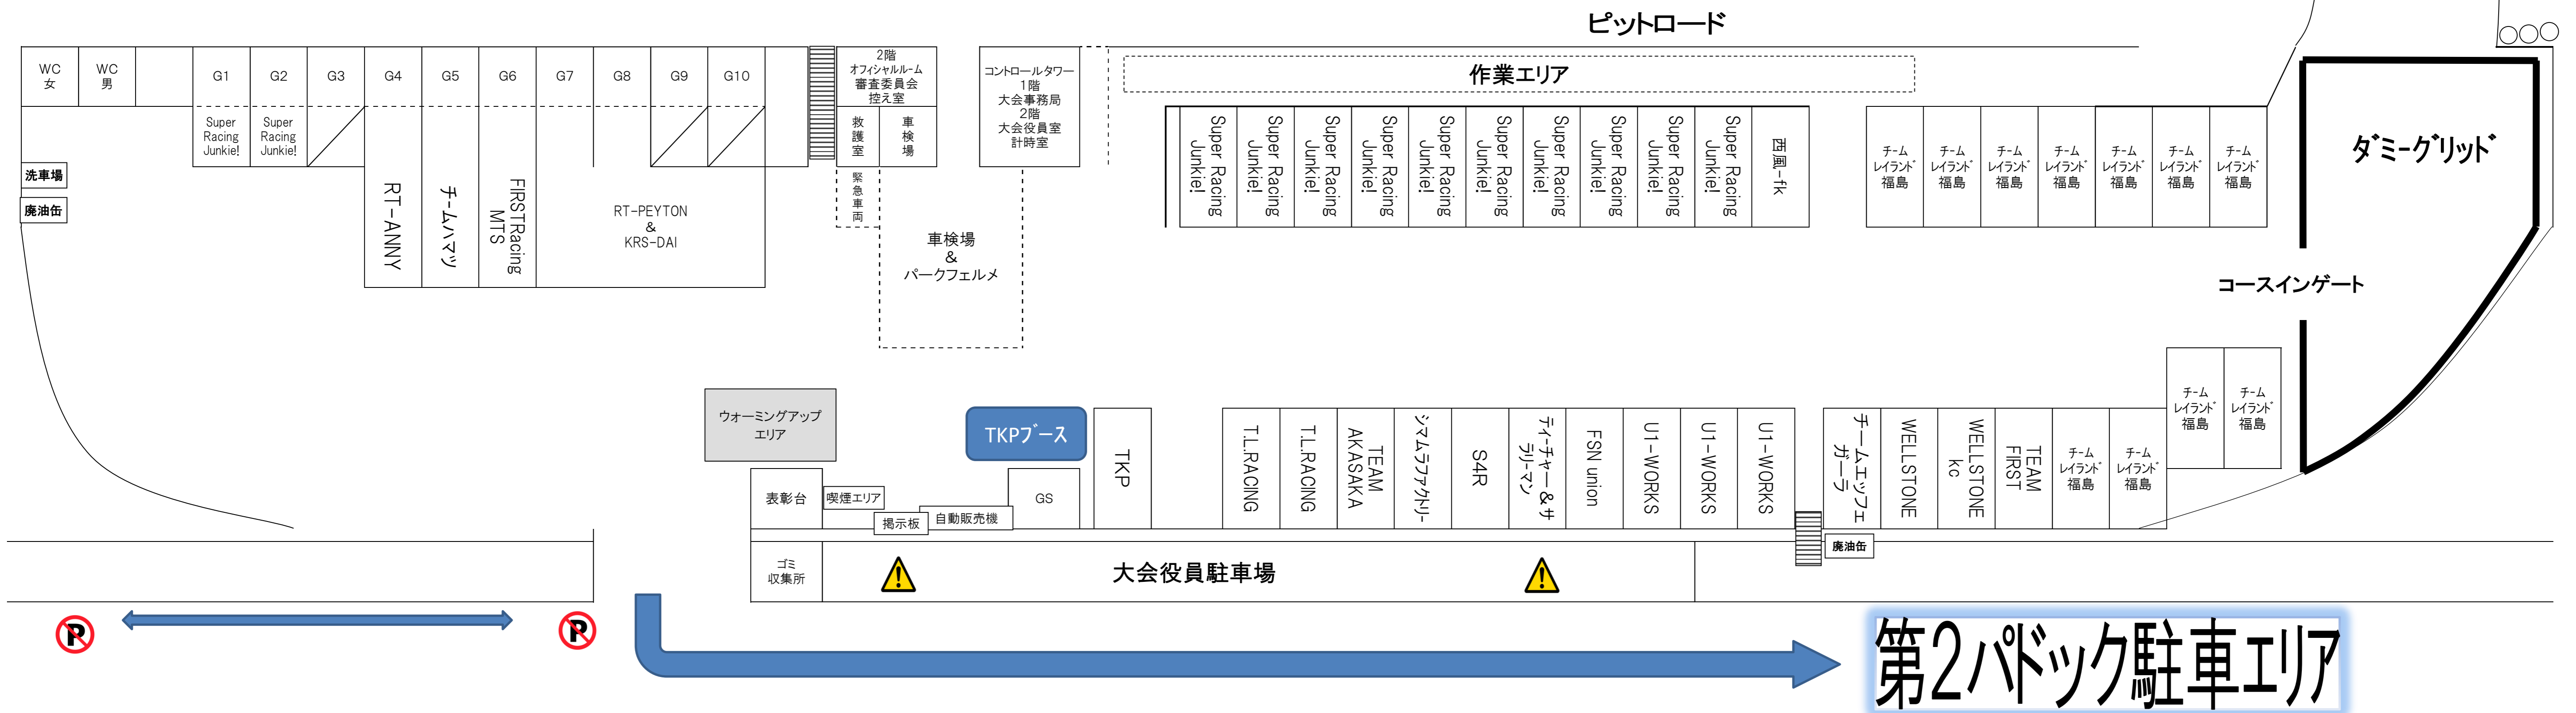 ピットロード
WC
女
WC
男
G1
G2
G3
G4
G5
G6
G7
G8
G9
G10
2階
オフィシャルルーム
審査委員会
控え室
コントロールタワー
1階
大会事務局
2階
大会役員室
計時室
作業エリア
ダミーグリッド
Super
Racing
Junkie!
Super
Racing
Junkie!
救護室
車検場
Super Racing
Junkie!
Super Racing
Junkie!
Super Racing
Junkie!
Super Racing
Junkie!
Super Racing
Junkie!
Super Racing
Junkie!
Super Racing
Junkie!
Super Racing
Junkie!
Super Racing
Junkie!
Super Racing
Junkie!
西風-fk
チーム
レイランド
福島
チーム
レイランド
福島
チーム
レイランド
福島
チーム
レイランド
福島
チーム
レイランド
福島
チーム
レイランド
福島
チーム
レイランド
福島
洗車場
廃油缶
RT-ANNY
チームハマツ
FIRSTRacing
MTS
RT-PEYTON
&
KRS-DAI
緊急車両
車検場
&
パークフェルメ
コースインゲート
ウォーミングアップ
エリア
TKPブース
TKP
T.L.RACING
T.L.RACING
TEAM
AKASAKA
シマムラファクトリー
S4R
ティーチャー&サ
ラリーマン
FSN union
U1-WORKS
U1-WORKS
U1-WORKS
チームエッフェ
ガーラ
WELLSTONE
WELLSTONE
kc
TEAM
FIRST
チーム
レイランド
福島
チーム
レイランド
福島
チーム
レイランド
福島
チーム
レイランド
福島
表彰台
喫煙エリア
掲示板
自動販売機
GS
廃油缶
ゴミ
収集所
大会役員駐車場
P
P
第2パドック駐車エリア